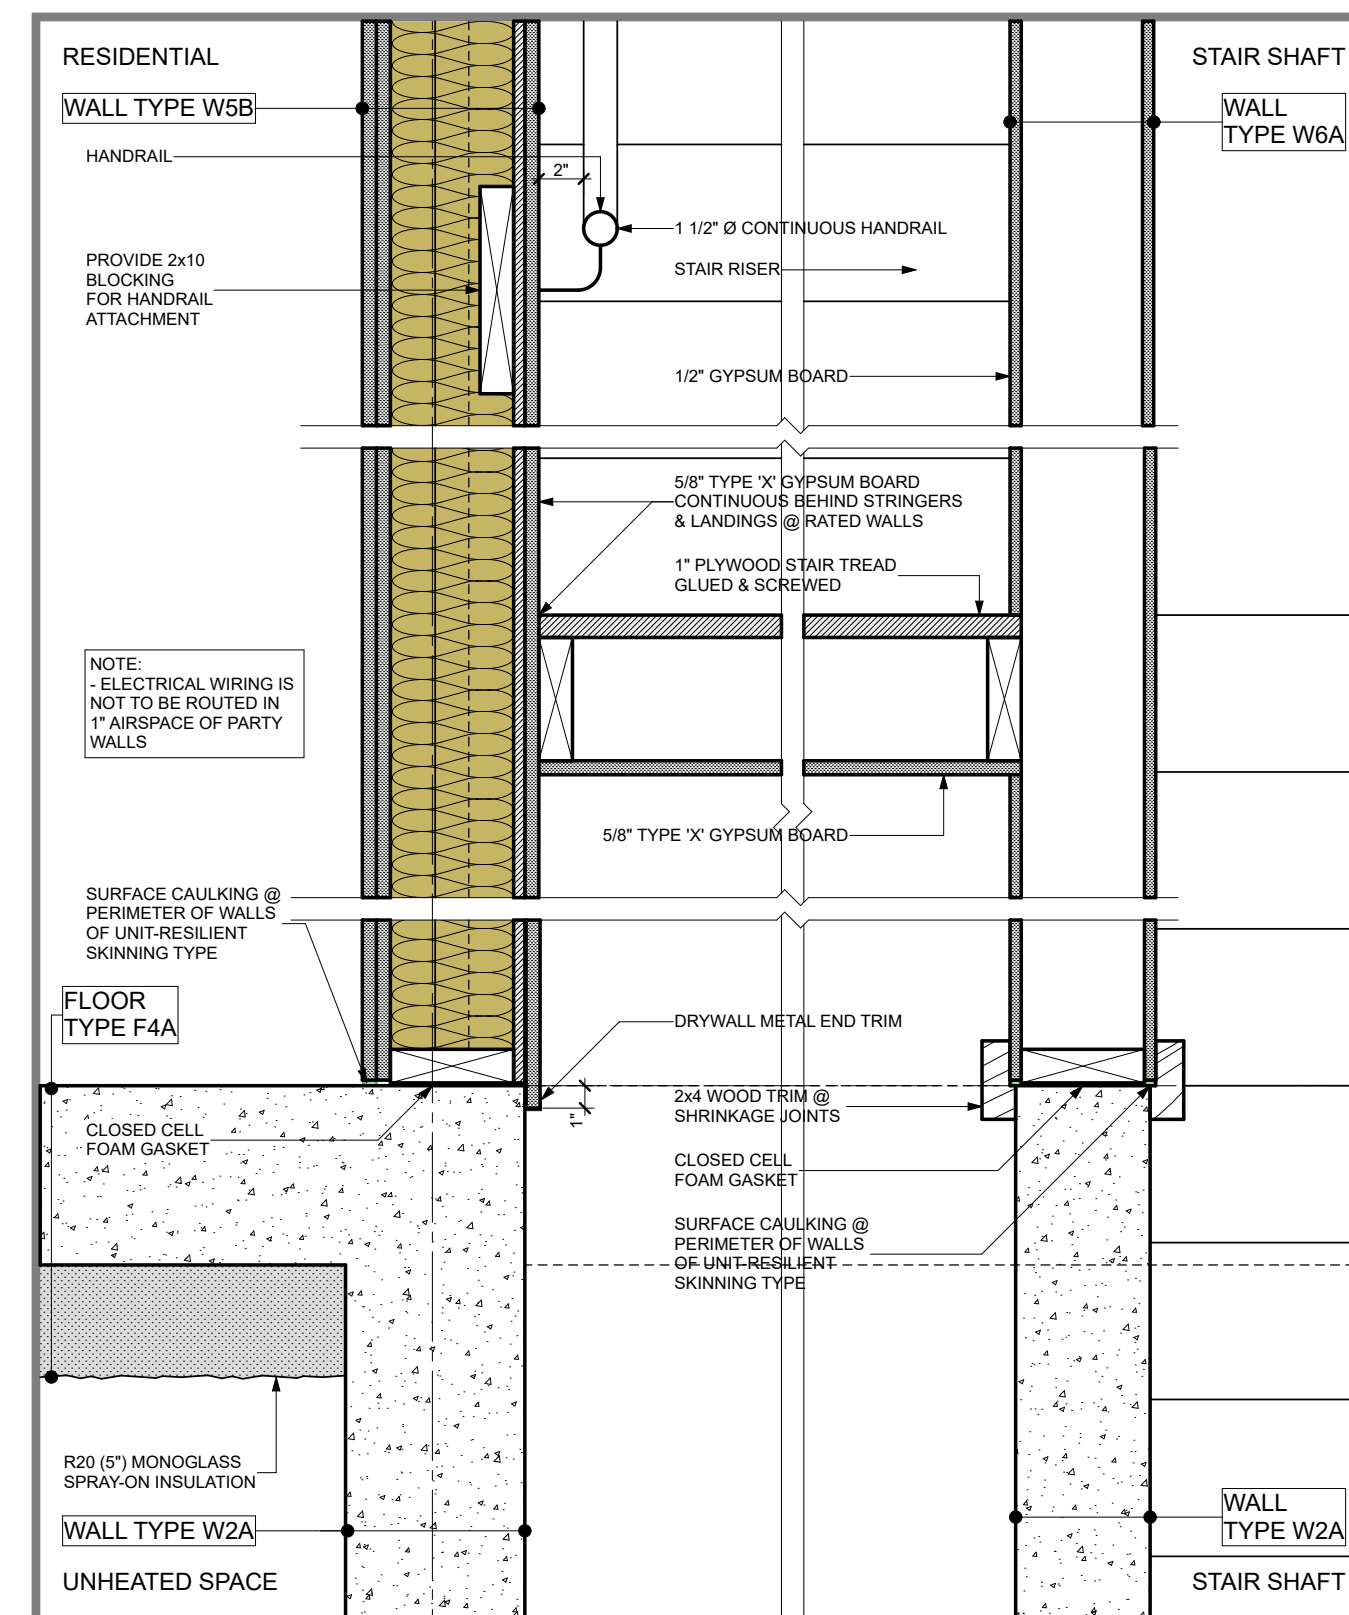 RESIDENTIAL
STAIR SHAFT
WALL TYPE W5B
WALL
TYPE W6A
HANDRAIL
2"
1 1/2" Ø CONTINUOUS HANDRAIL
STAIR RISER
PROVIDE 2x10
BLOCKING
FOR HANDRAIL
ATTACHMENT
1/2" GYPSUM BOARD
5/8" TYPE 'X' GYPSUM BOARD
CONTINUOUS BEHIND STRINGERS
& LANDINGS @ RATED WALLS
1" PLYWOOD STAIR TREAD
GLUED & SCREWED
NOTE:
- ELECTRICAL WIRING IS
NOT TO BE ROUTED IN
1" AIRSPACE OF PARTY
WALLS
5/8" TYPE 'X' GYPSUM BOARD
SURFACE CAULKING @
PERIMETER OF WALLS
OF UNIT-RESILIENT
SKINNING TYPE
FLOOR
TYPE F4A
DRYWALL METAL END TRIM
1"
2x4 WOOD TRIM @
SHRINKAGE JOINTS
CLOSED CELL
FOAM GASKET
CLOSED CELL
FOAM GASKET
SURFACE CAULKING @
PERIMETER OF WALLS
OF UNIT-RESILIENT
SKINNING TYPE
R20 (5") MONOGLASS
SPRAY-ON INSULATION
WALL TYPE W2A
WALL
TYPE W2A
UNHEATED SPACE
STAIR SHAFT